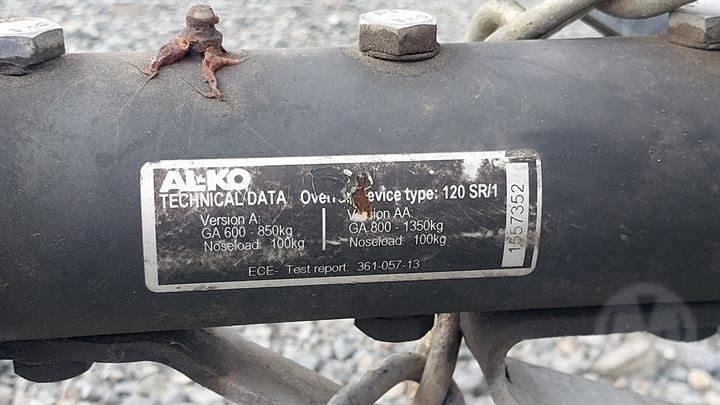 AL-KO
TECHNICAL DATA device type: 120 SR/1
Version A: Version AA:
GA 600 - 850kg GA 800 - 1350kg
Noseload: 100kg Noseload: 100kg
ECE- Test report: 361-057-13
1557352